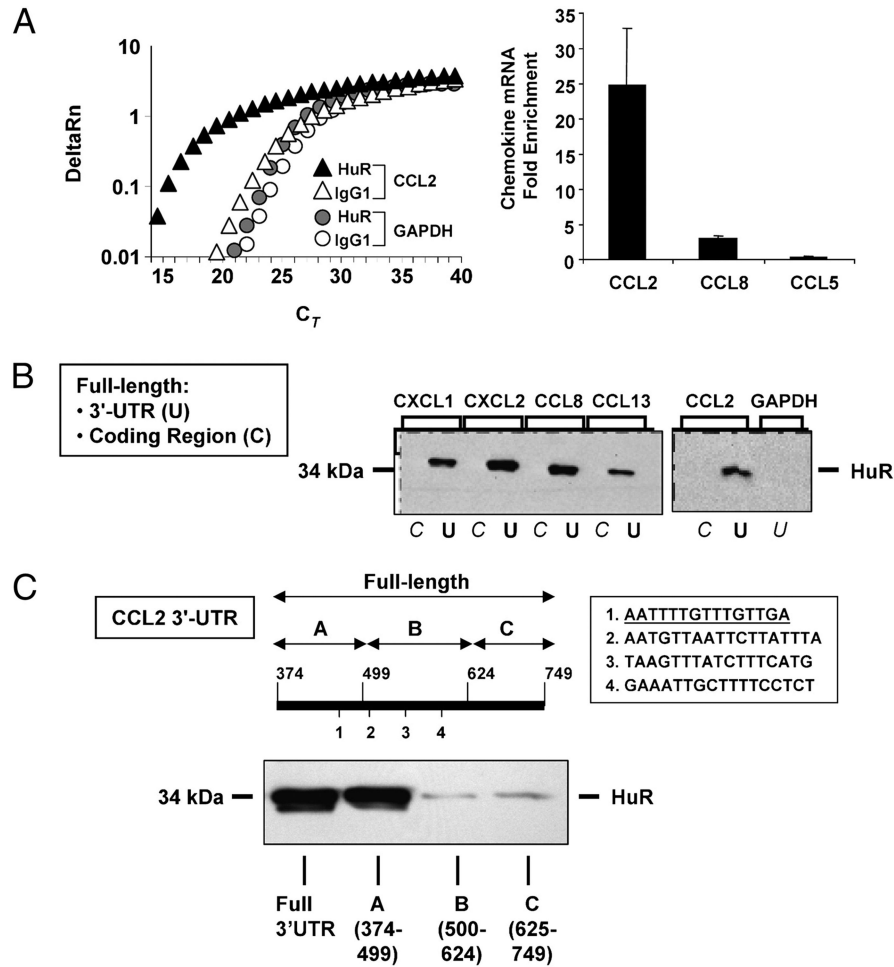 A
DeltaRn
10
1
0.1
0.01
15 20 25 30 35 40
C_T
HuR
IgG1
CCL2
HuR
IgG1
GAPDH
Chemokine mRNA
Fold Enrichment
35
30
25
20
15
10
5
0
CCL2 CCL8 CCL5
B
Full-length:
• 3'-UTR (U)
• Coding Region (C)
CXCL1 CXCL2 CCL8 CCL13 CCL2 GAPDH
34 kDa HuR
C U C U C U C U C U U
C
CCL2 3'-UTR
Full-length
A B C
374 499 624 749
1 2 3 4
1. AATTTTGTTTGTTGA
2. AATGTTAATTCTTATTTA
3. TAAGTTTATCTTTCATG
4. GAAATTGCTTTTCCTCT
34 kDa HuR
Full
3’UTR
A
(374-
499)
B
(500-
624)
C
(625-
749)